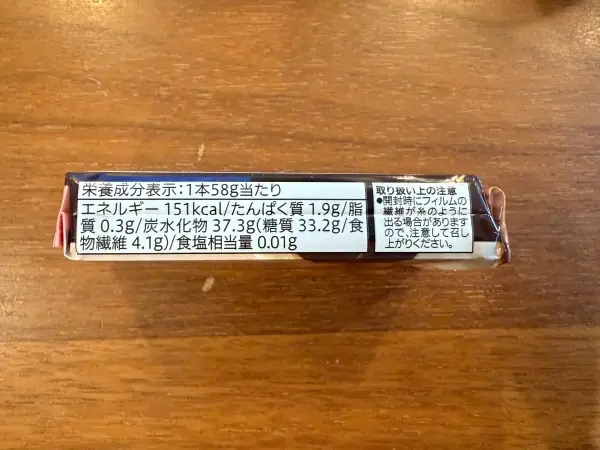 栄養成分表示:1本58g当たり
エネルギー 151kcal/たんぱく質 1.9g/脂
質 0.3g/炭水化物 37.3g(糖質 33.2g/食
物繊維 4.1g)/食塩相当量 0.01g
取り扱い上の注意
●開封時にフィルムの
繊維が糸のように
出る場合があります
ので、注意して召し
上がりください。